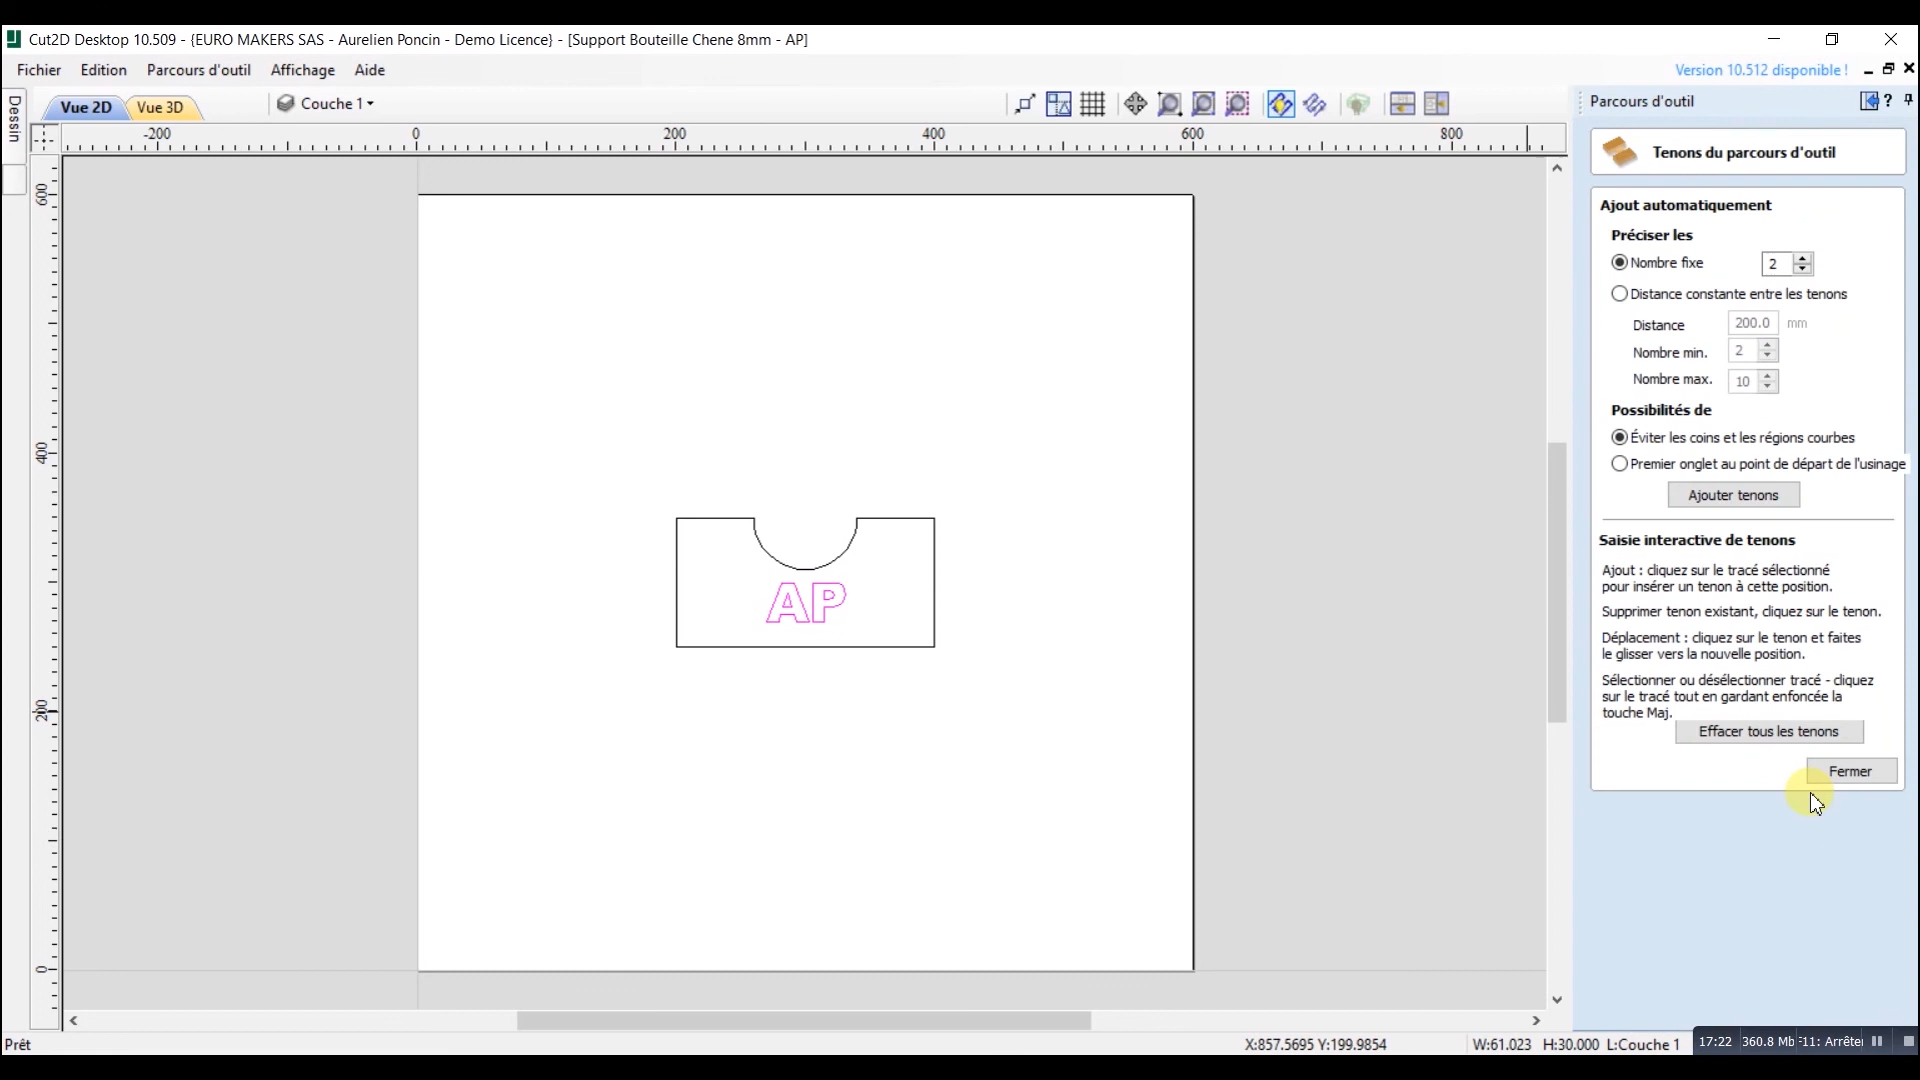 Cut2D Desktop 10.509 - {EURO MAKERS SAS - Aurelien Poncin - Demo Licence} - [Support Bouteille Chene 8mm - AP]
Fichier Edition Parcours d'outil Affichage Aide
Version 10.512 disponible !
Dessin
Vue 2D Vue 3D
Couche 1
Parcours d'outil
?
-200 0 200 400 600 800
600
400
200
0
AP
Tenons du parcours d'outil
Ajout automatiquement
Préciser les
Nombre fixe 2
Distance constante entre les tenons
Distance 200.0 mm
Nombre min. 2
Nombre max. 10
Possibilités de
Éviter les coins et les régions courbes
Premier onglet au point de départ de l'usinage
Ajouter tenons
Saisie interactive de tenons
Ajout : cliquez sur le tracé sélectionné
pour insérer un tenon à cette position.
Supprimer tenon existant, cliquez sur le tenon.
Déplacement : cliquez sur le tenon et faites
le glisser vers la nouvelle position.
Sélectionner ou désélectionner tracé - cliquez
sur le tracé tout en gardant enfoncée la
touche Maj.
Effacer tous les tenons
Fermer
Prêt
X:857.5695 Y:199.9854
W:61.023 H:30.000 L:Couche 1
17:22 360.8 Mb F11: Arrêter